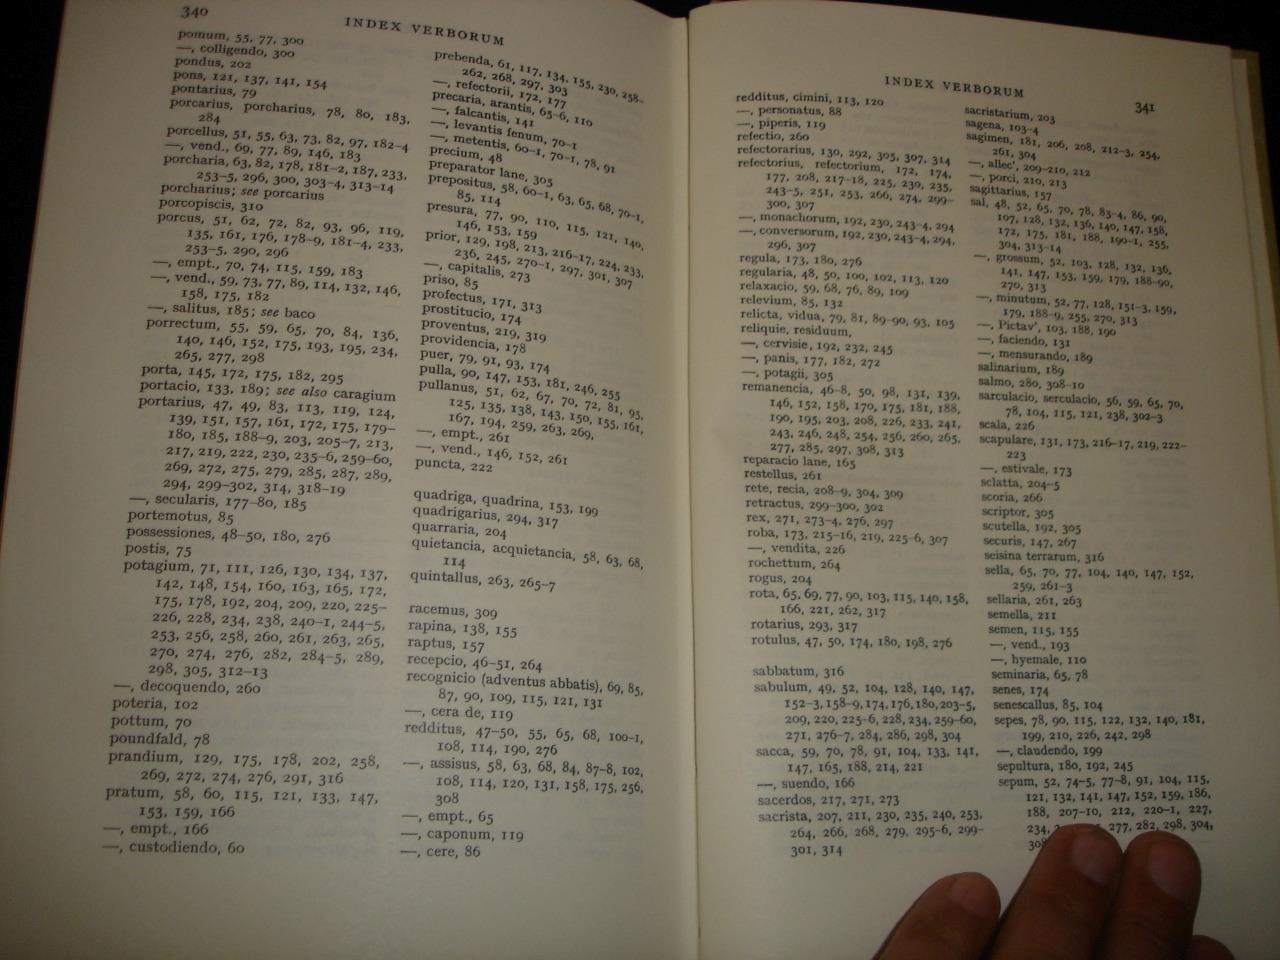 340
INDEX VERBORUM
pomum, 55, 77, 300
—, colligendo, 300
pondus, 202
pons, 121, 137, 141, 154
pontarius, 79
porcarius, porcharius, 78, 80, 183,
284
porcellus, 51, 55, 63, 73, 82, 97, 182-4
—, vend., 69, 77, 89, 146, 183
porcharia, 63, 82, 178, 181-2, 187, 233,
253-5, 296, 300, 303-4, 313-14
porcharius; see porcarius
porcopiscis, 310
porcus, 51, 62, 72, 82, 93, 96, 119,
135, 161, 176, 178-9, 181-4, 233,
253-5, 290, 296
—, empt., 70, 74, 115, 159, 183
—, vend., 59, 73, 77, 89, 114, 132, 146,
158, 175, 182
—, salitus, 185; see baco
porrectum, 55, 59, 65, 70, 84, 136,
140, 146, 152, 175, 193, 195, 234,
265, 277, 298
porta, 145, 172, 175, 182, 295
portacio, 133, 189; see also caragium
portarius, 47, 49, 83, 113, 119, 124,
139, 151, 157, 161, 172, 175, 179-
180, 185, 188-9, 203, 205-7, 213,
217, 219, 222, 230, 235-6, 259-60,
269, 272, 275, 279, 285, 287, 289,
294, 299-302, 314, 318-19
—, secularis, 177-80, 185
portemotus, 85
possessiones, 48-50, 180, 276
postis, 75
potagium, 71, 111, 126, 130, 134, 137,
142, 148, 154, 160, 163, 165, 172,
175, 178, 192, 204, 209, 220, 225-
226, 228, 234, 238, 240-1, 244-5,
253, 256, 258, 260, 261, 263, 265,
270, 274, 276, 282, 284-5, 289,
298, 305, 312-13
—, decoquendo, 260
poteria, 102
pottum, 70
poundfald, 78
prandium, 129, 175, 178, 202, 258,
269, 272, 274, 276, 291, 316
pratum, 58, 60, 115, 121, 133, 147,
153, 159, 166
—, empt., 166
—, custodiendo, 60
prebenda, 61, 117, 134, 155, 230, 258-
262, 268, 297, 303
—, refectorii, 172, 177
precaria, arantis, 65-6, 110
—, falcantis, 141
—, levantis fenum, 70-1
—, metentis, 60-1, 70-1, 78, 91
precium, 48
preparator lane, 305
prepositus, 58, 60-1, 63, 65, 68, 70-1,
85, 114
presura, 77, 90, 110, 115, 121, 140,
146, 153, 159
prior, 129, 198, 213, 216-17, 224, 233,
236, 245, 270-1, 297, 301, 307
—, capitalis, 273
priso, 85
profectus, 171, 313
prostitucio, 174
proventus, 219, 319
providencia, 178
puer, 79, 91, 93, 174
pulla, 90, 147, 153, 181, 246, 255
pullanus, 51, 62, 67, 70, 72, 81, 95,
125, 135, 138, 143, 150, 155, 161,
167, 194, 259, 263, 269,
—, empt., 261
—, vend., 146, 152, 261
puncta, 222
quadriga, quadrina, 153, 199
quadrigarius, 294, 317
quarraria, 204
quietancia, acquietancia, 58, 63, 68,
114
quintallus, 263, 265-7
racemus, 309
rapina, 138, 155
raptus, 157
recepcio, 46-51, 264
recognicio (adventus abbatis), 69, 85,
87, 90, 109, 115, 121, 131
—, cera de, 119
redditus, 47-50, 55, 65, 68, 100-1,
108, 114, 190, 276
—, assisus, 58, 63, 68, 84, 87-8, 102,
108, 114, 120, 131, 158, 175, 256,
308
—, empt., 65
—, caponum, 119
—, cere, 86
INDEX VERBORUM
341
redditus, cimini, 113, 120
—, personatus, 88
—, piperis, 119
refectio, 260
refectorarius, 130, 292, 305, 307, 314
refectorius, refectorium, 172, 174,
177, 208, 217-18, 225, 230, 235,
243-5, 251, 253, 266, 274, 299-
300, 307
—, monachorum, 192, 230, 243-4, 294
—, conversorum, 192, 230, 243-4, 294,
296, 307
regula, 173, 180, 276
regularia, 48, 50, 100, 102, 113, 120
relaxacio, 59, 68, 76, 89, 109
relevium, 85, 132
relicta, vidua, 79, 81, 89-90, 93, 105
reliquie, residuum,
—, cervisie, 192, 232, 245
—, panis, 177, 182, 272
—, potagii, 305
remanencia, 46-8, 50, 98, 131, 139,
146, 152, 158, 170, 175, 181, 188,
190, 195, 203, 208, 226, 233, 241,
243, 246, 248, 254, 256, 260, 265,
277, 285, 297, 308, 313
reparacio lane, 165
restellus, 261
rete, recia, 208-9, 304, 309
retractus, 299-300, 302
rex, 271, 273-4, 276, 297
roba, 173, 215-16, 219, 225-6, 307
—, vendita, 226
rochettum, 264
rogus, 204
rota, 65, 69, 77, 90, 103, 115, 140, 158,
166, 221, 262, 317
rotarius, 293, 317
rotulus, 47, 50, 174, 180, 198, 276
sabbatum, 316
sabulum, 49, 52, 104, 128, 140, 147,
152-3, 158-9, 174, 176, 180, 203-5,
209, 220, 225-6, 228, 234, 259-60,
271, 276-7, 284, 286, 298, 304
sacca, 59, 70, 78, 91, 104, 133, 141,
147, 165, 188, 214, 221
—, suendo, 166
sacerdos, 217, 271, 273
sacrista, 207, 211, 230, 235, 240, 253,
264, 266, 268, 279, 295-6, 299-
301, 314
sacristarium, 203
sagena, 103-4
sagimen, 181, 206, 208, 212-3, 254,
261, 304
—, allec', 209-210, 212
—, porci, 210, 213
sagittarius, 157
sal, 48, 52, 65, 70, 78, 83-4, 86, 90,
107, 128, 132, 136, 140, 147, 158,
172, 175, 181, 188, 190-1, 255,
304, 313-14
—, grossum, 52, 103, 128, 132, 136,
141, 147, 153, 159, 179, 188-90,
270, 313
—, minutum, 52, 77, 128, 151-3, 159,
179, 188-9, 255, 270, 313
—, Pictav', 103, 188, 190
—, faciendo, 131
—, mensurando, 189
salinarium, 189
salmo, 280, 308-10
sarculacio, serculacio, 56, 59, 65, 70,
78, 104, 115, 121, 238, 302-3
scala, 226
scapulare, 131, 173, 216-17, 219, 222-
223
—, estivale, 173
sclatta, 204-5
scoria, 266
scriptor, 305
scutella, 192, 305
securis, 147, 267
seisina terrarum, 316
sella, 65, 70, 77, 104, 140, 147, 152,
259, 261-3
sellaria, 261, 263
semella, 211
semen, 115, 155
—, vend., 193
—, hyemale, 110
seminaria, 65, 78
senes, 174
senescallus, 85, 104
sepes, 78, 90, 115, 122, 132, 140, 181,
199, 210, 226, 242, 298
—, claudendo, 199
sepultura, 180, 192, 245
sepum, 52, 74-5, 77-8, 91, 104, 115,
121, 132, 141, 147, 152, 159, 186,
188, 207-10, 212, 220-1, 227,
234, 277, 282, 298, 304,